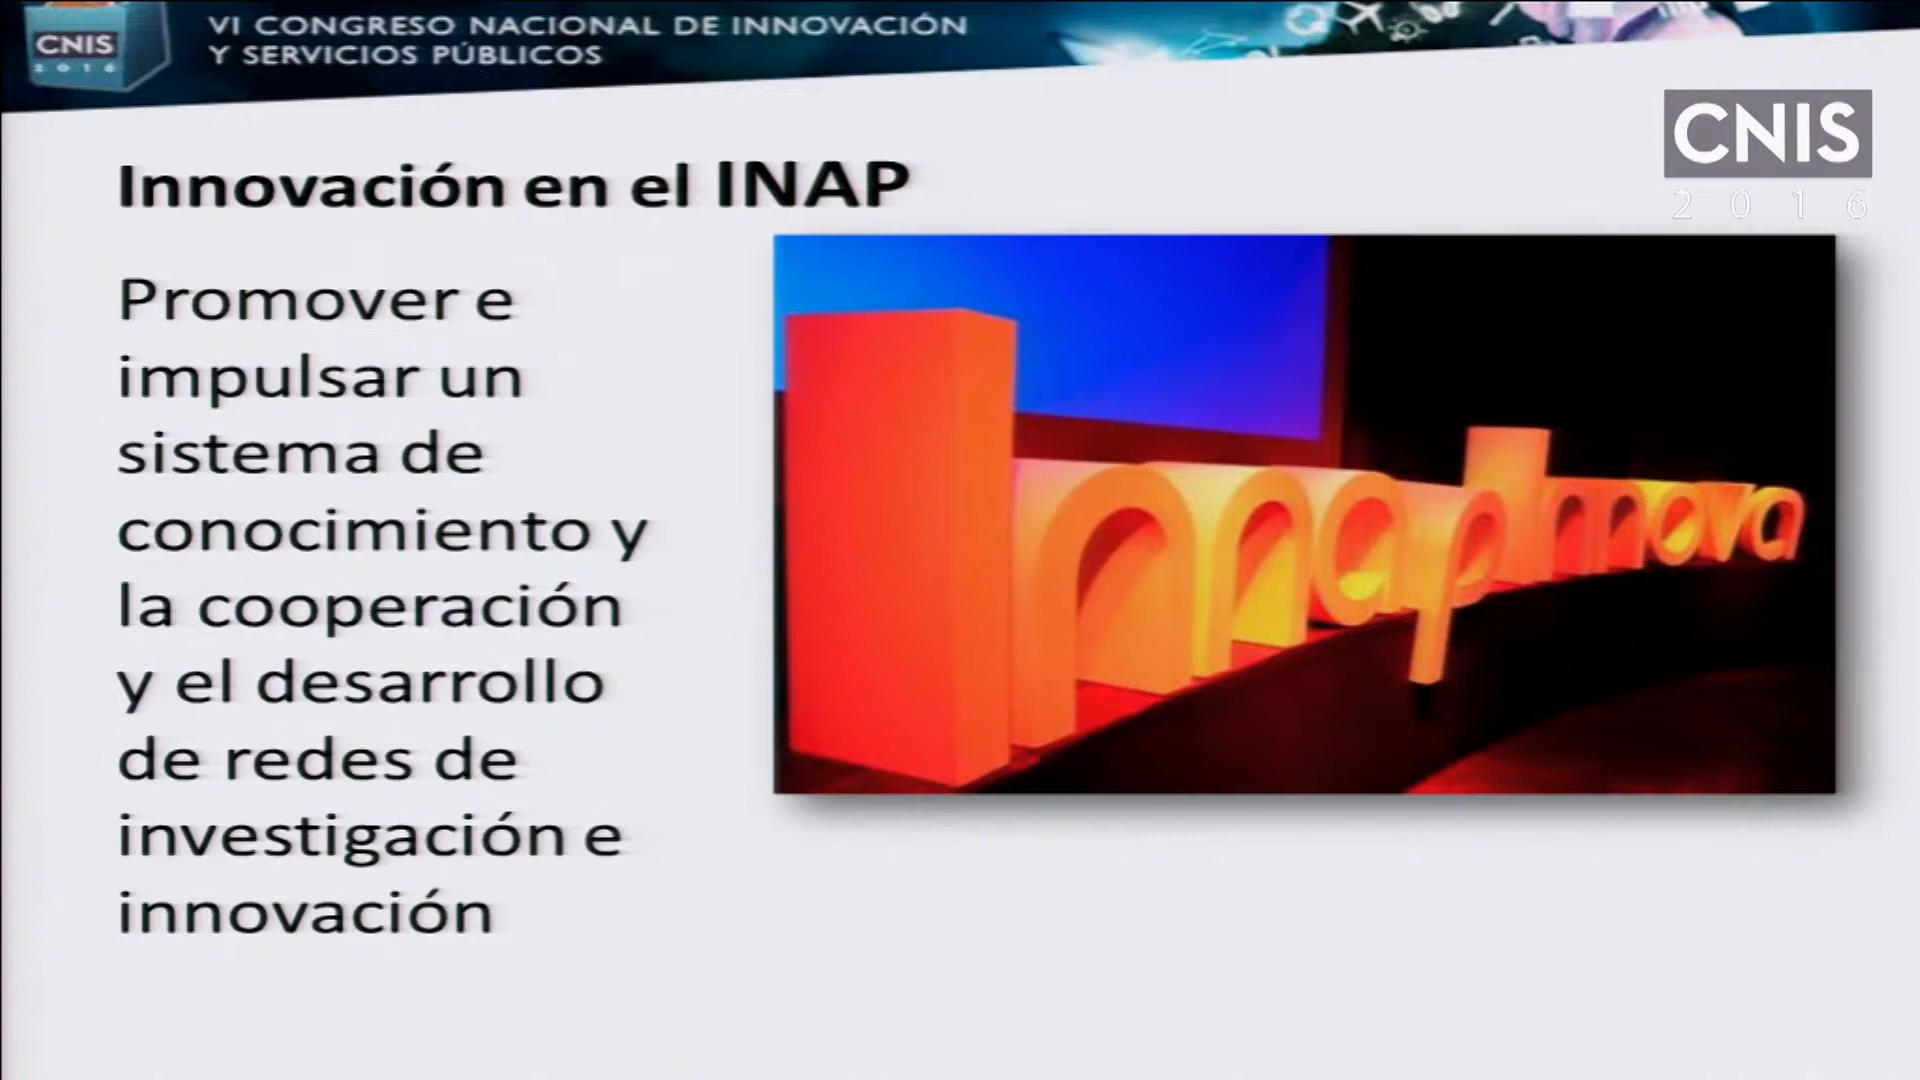 CNIS
2016
VI CONGRESO NACIONAL DE INNOVACIÓN
Y SERVICIOS PÚBLICOS
CNIS
2016
Innovación en el INAP
Promover e
impulsar un
sistema de
conocimiento y
la cooperación
y el desarrollo
de redes de
investigación e
innovación
InapInnova